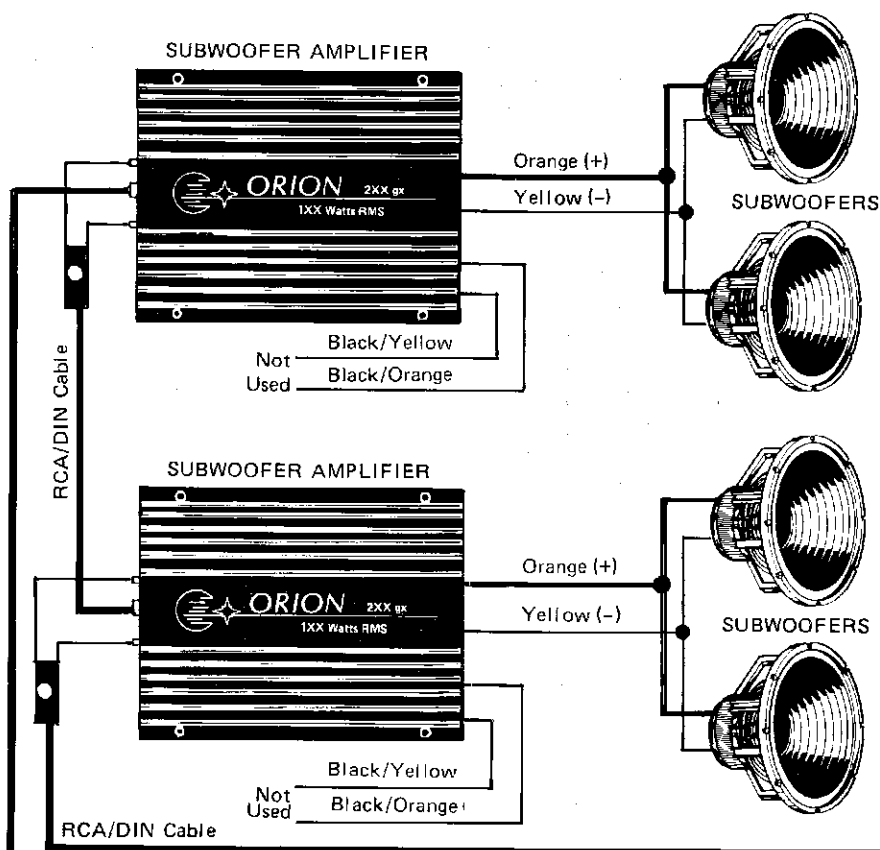 SUBWOOFER AMPLIFIER
ORION 2XX gx
1XX Watts RMS
Orange (+)
Yellow (-)
SUBWOOFERS
Black/Yellow
Not
Used
Black/Orange
RCA/DIN Cable
SUBWOOFER AMPLIFIER
ORION 2XX gx
1XX Watts RMS
Orange (+)
Yellow (-)
SUBWOOFERS
Black/Yellow
Not
Used
Black/Orange
RCA/DIN Cable